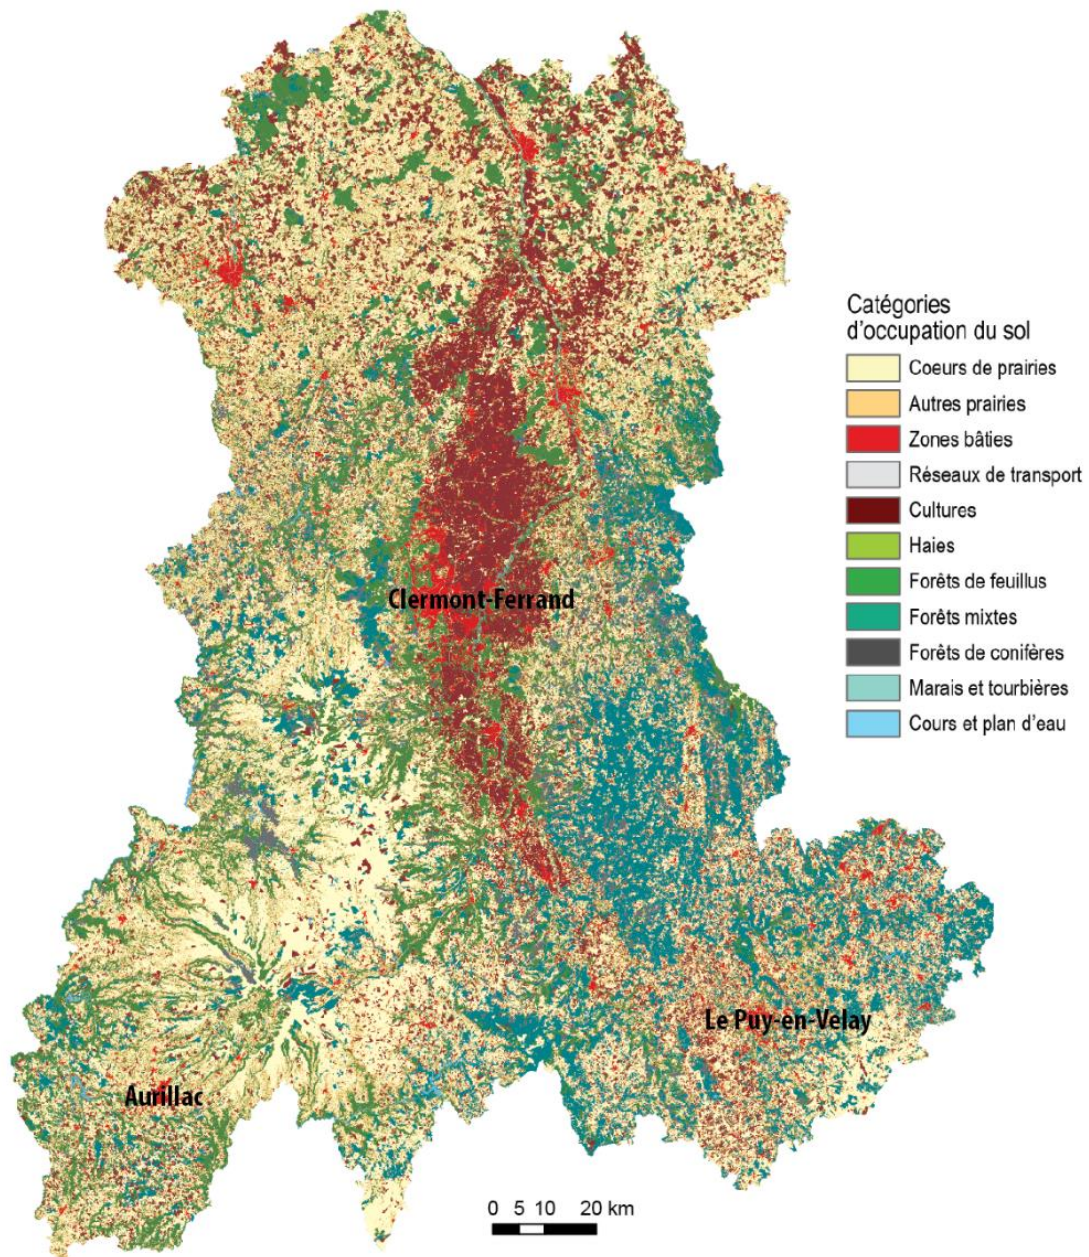 Catégories
d'occupation du sol
Coeurs de prairies
Autres prairies
Zones bâties
Réseaux de transport
Cultures
Haies
Forêts de feuillus
Forêts mixtes
Forêts de conifères
Marais et tourbières
Cours et plan d'eau
Clermont-Ferrand
Le Puy-en-Velay
Aurillac
0 5 10 20 km